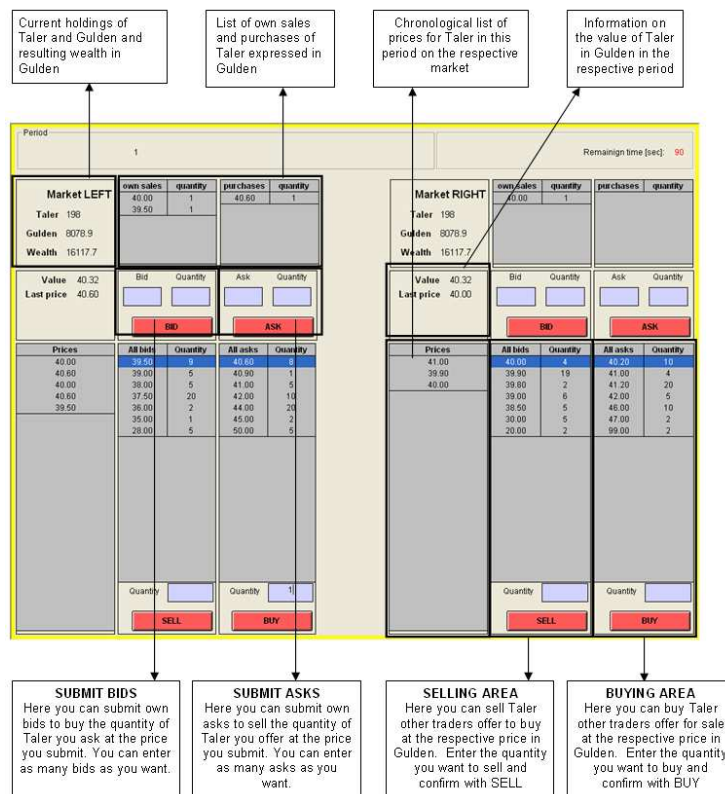 Current holdings of
Taler and Gulden and
resulting wealth in
Gulden
List of own sales
and purchases of
Taler expressed in
Gulden
Chronological list of
prices for Taler in this
period on the respective
market
Information on
the value of Taler
in Gulden in the
respective period
Period
1
Remainign time [sec]: 90
Market LEFT
Taler 198
Gulden 8078.9
Wealth 16117.7
own sales quantity
40.00 1
39.50 1
purchases quantity
40.60 1
Market RIGHT
Taler 198
Gulden 8078.9
Wealth 16117.7
own sales quantity
40.00 1
purchases quantity
Value 40.32
Last price 40.60
Bid Quantity
BID
Ask Quantity
ASK
Value 40.32
Last price 40.00
Bid Quantity
BID
Ask Quantity
ASK
Prices
40.00
40.60
40.00
40.60
39.50
All bids Quantity
39.50 9
39.00 5
38.00 5
37.50 20
36.00 2
35.00 1
28.00 5
All asks Quantity
40.60 8
40.90 1
41.00 5
42.00 10
44.00 20
45.00 2
50.00 5
Prices
41.00
39.90
40.00
All bids Quantity
40.00 4
39.90 19
39.80 2
39.00 6
38.50 5
30.00 5
20.00 2
All asks Quantity
40.20 10
41.00 4
41.20 20
42.00 5
46.00 10
47.00 2
99.00 2
Quantity
SELL
Quantity 1
BUY
Quantity
SELL
Quantity
BUY
SUBMIT BIDS
Here you can submit own
bids to buy the quantity of
Taler you ask at the price
you submit. You can enter
as many bids as you want.
SUBMIT ASKS
Here you can submit own
asks to sell the quantity of
Taler you offer at the price
you submit. You can enter
as many asks as you
want.
SELLING AREA
Here you can sell Taler
other traders offer to buy
at the respective price in
Gulden. Enter the quantity
you want to sell and
confirm with SELL
BUYING AREA
Here you can buy Taler
other traders offer for sale
at the respective price in
Gulden. Enter the quantity
you want to buy and
confirm with BUY